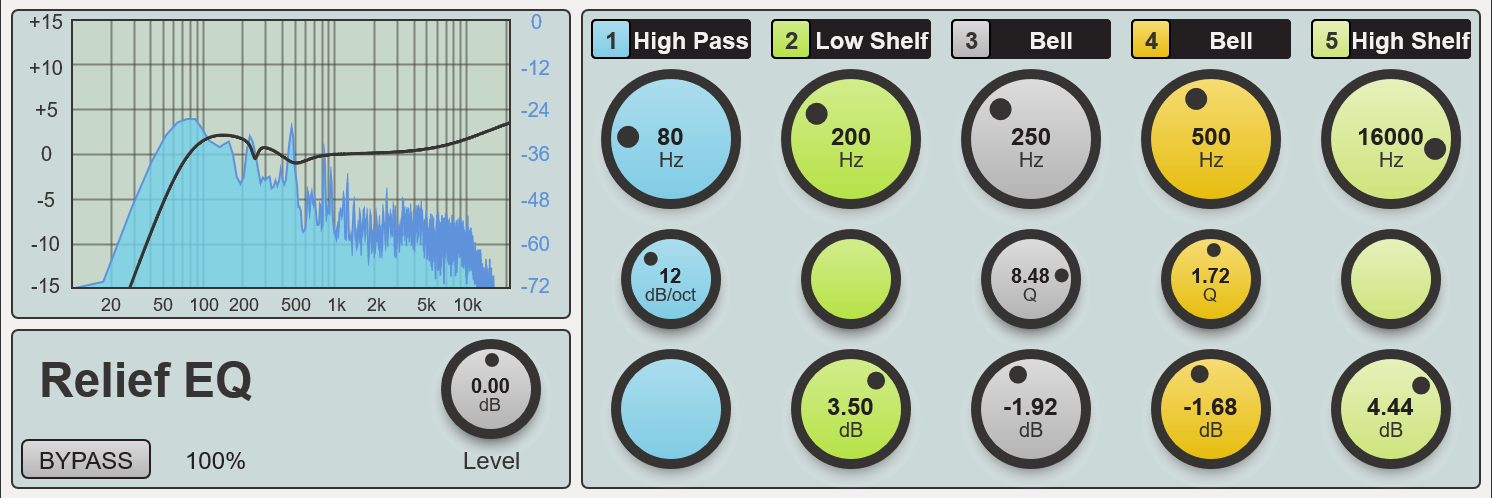 +15
0
+10
-12
+5
-24
0
-36
-5
-48
-10
-60
-15
-72
20 50 100 200 500 1k 2k 5k 10k
Relief EQ
0.00
dB
BYPASS 100% Level
1 High Pass 2 Low Shelf 3 Bell 4 Bell 5 High Shelf
80 200 250 500 16000
Hz Hz Hz Hz Hz
12 8.48 1.72
dB/oct Q Q
3.50 -1.92 -1.68 4.44
dB dB dB dB